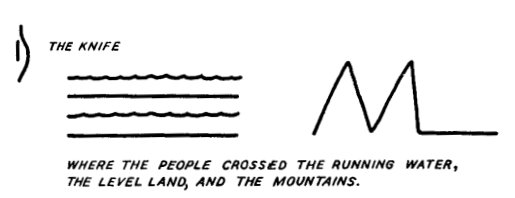 THE KNIFE
WHERE THE PEOPLE CROSSED THE RUNNING WATER,
THE LEVEL LAND, AND THE MOUNTAINS.